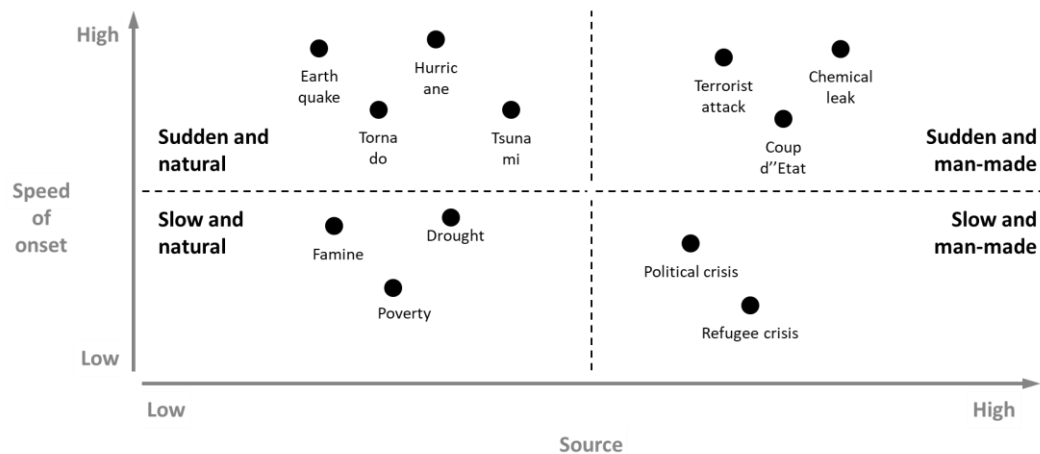 High
Earth
quake
Hurric
ane
Torna
do
Tsuna
mi
Sudden and
natural
Terrorist
attack
Chemical
leak
Coup
d’’Etat
Sudden and
man-made
Speed
of
onset
Slow and
natural
Famine
Drought
Poverty
Slow and
man-made
Political crisis
Refugee crisis
Low
Low
High
Source